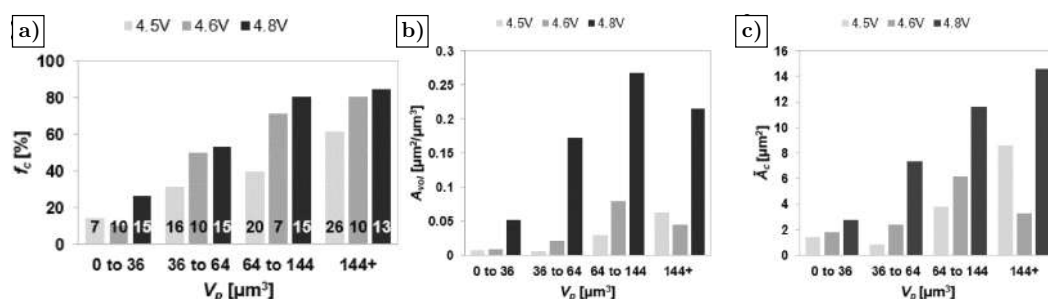 a)
4.5V 4.6V 4.8V
100
80
60
40
20
0
f_c [%]
7 10 15 16 10 15 20 7 15 26 10 13
0 to 36 36 to 64 64 to 144 144+
V_p [µm³]
b)
4.5V 4.6V 4.8V
0.3
0.25
0.2
0.15
0.1
0.05
0
A_vol [µm²/µm³]
0 to 36 36 to 64 64 to 144 144+
V_p [µm³]
c)
4.5V 4.6V 4.8V
16
14
12
10
8
6
4
2
0
Ā_c [µm²]
0 to 36 36 to 64 64 to 144 144+
V_p [µm³]